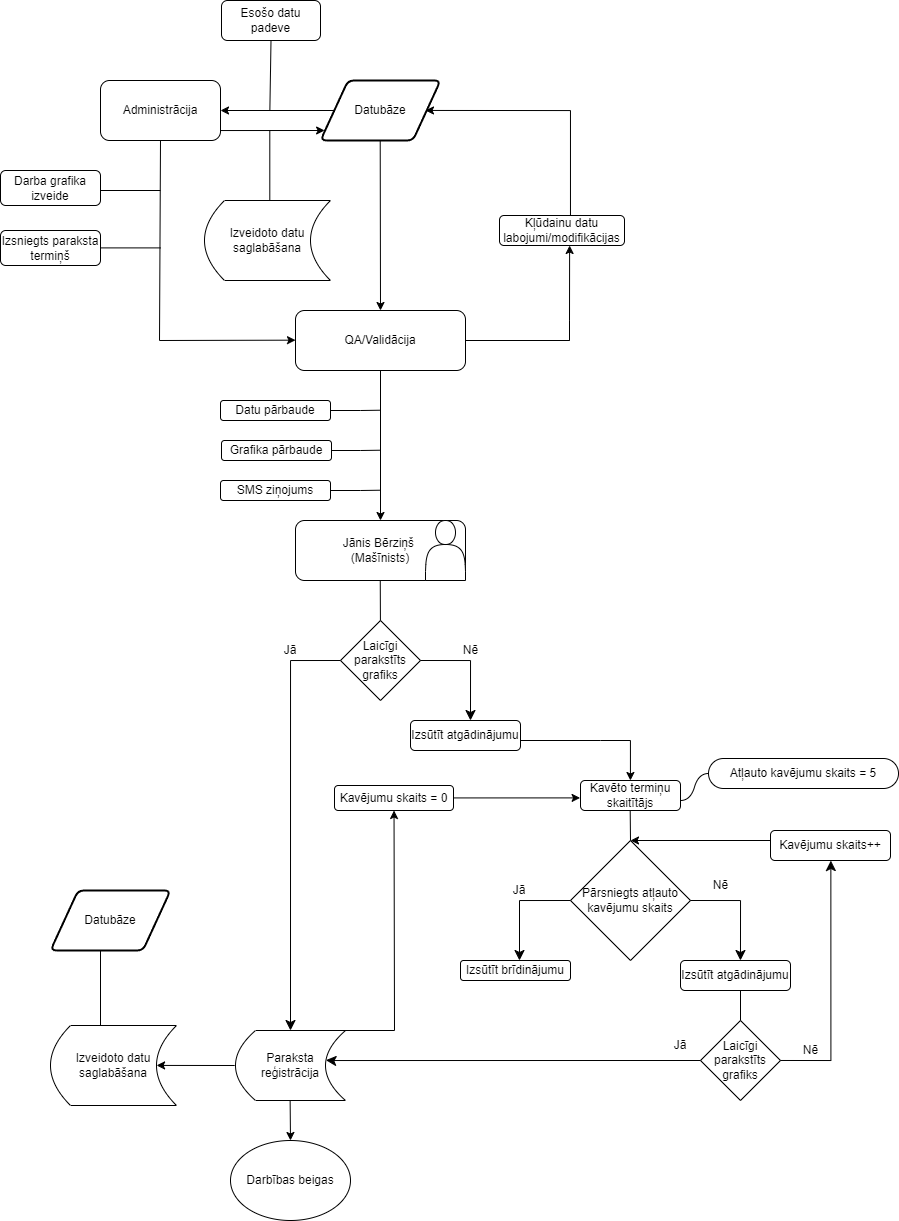 Esošo datu
padeve
Administrācija
Datubāze
Darba grafika
izveide
Izsniegts paraksta
termiņš
Izveidoto datu
saglabāšana
Kļūdainu datu
labojumi/modifikācijas
QA/Validācija
Datu pārbaude
Grafika pārbaude
SMS ziņojums
Jānis Bērziņš
(Mašīnists)
Laicīgi
parakstīts
grafiks
Jā
Nē
Izsūtīt atgādinājumu
Kavējumu skaits = 0
Kavēto termiņu
skaitītājs
Atļauto kavējumu skaits = 5
Kavējumu skaits++
Pārsniegts atļauto
kavējumu skaits
Jā
Nē
Izsūtīt brīdinājumu
Izsūtīt atgādinājumu
Laicīgi
parakstīts
grafiks
Jā
Nē
Datubāze
Izveidoto datu
saglabāšana
Paraksta
reģistrācija
Darbības beigas